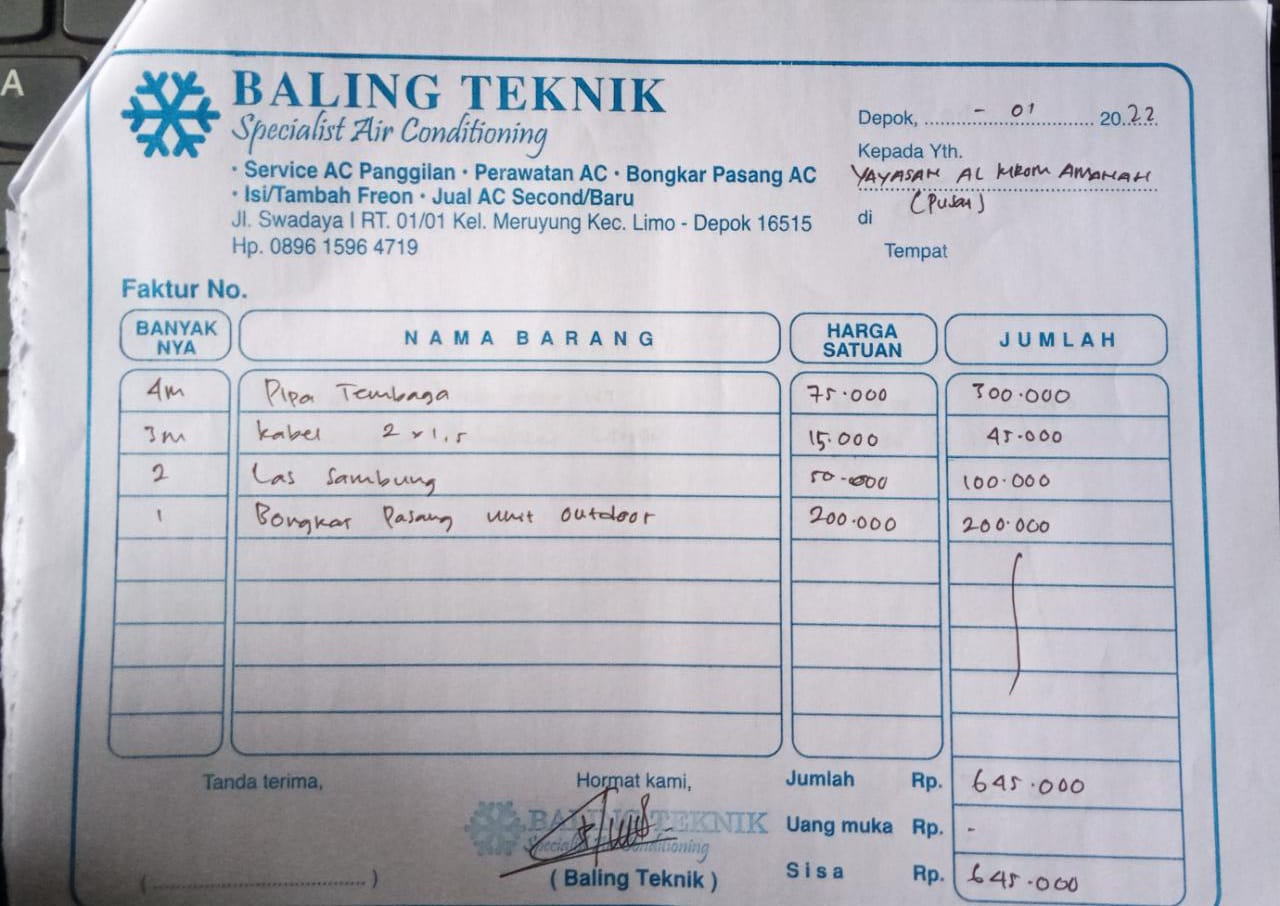 A
BALING TEKNIK
Specialist Air Conditioning
· Service AC Panggilan · Perawatan AC · Bongkar Pasang AC
· Isi/Tambah Freon · Jual AC Second/Baru
Jl. Swadaya I RT. 01/01 Kel. Meruyung Kec. Limo - Depok 16515
Hp. 0896 1596 4719
Depok, - 01 2022
Kepada Yth.
YAYASAN AL AMANAH
(Pusat)
di
Tempat
Faktur No.
BANYAK NYA NAMA BARANG HARGA SATUAN JUMLAH
4m Pipa Tembaga 75.000 300.000
3m kabel 2 x 1,5 15.000 45.000
2 Las Sambung 50.000 100.000
1 Bongkar Pasang unit outdoor 200.000 200.000
Tanda terima, Hormat kami, Jumlah Rp. 645.000
BALING TEKNIK Uang muka Rp. -
Specialist Air Conditioning
(..............................) ( Baling Teknik ) Sisa Rp. 645.000